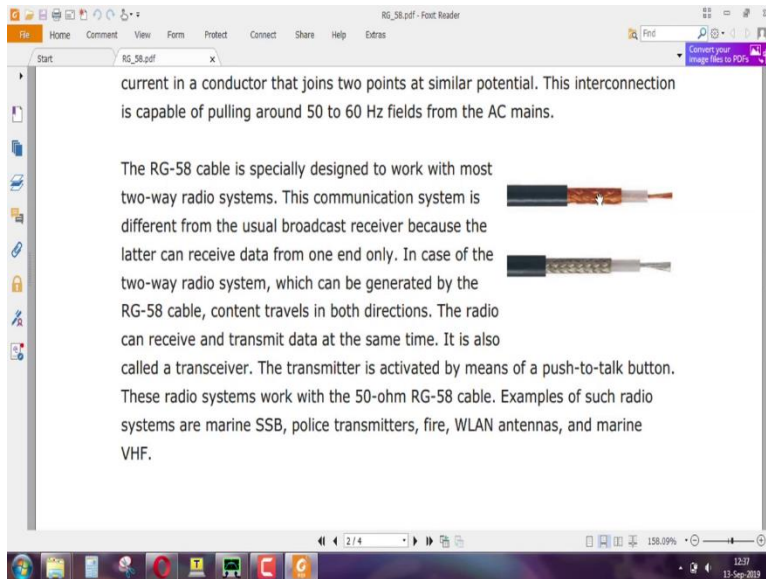 RG_58.pdf - Foxit Reader
File Home Comment View Form Protect Connect Share Help Extras
Find
Start
RG_58.pdf x
Convert your
image files to PDFs
current in a conductor that joins two points at similar potential. This interconnection
is capable of pulling around 50 to 60 Hz fields from the AC mains.
The RG-58 cable is specially designed to work with most
two-way radio systems. This communication system is
different from the usual broadcast receiver because the
latter can receive data from one end only. In case of the
two-way radio system, which can be generated by the
RG-58 cable, content travels in both directions. The radio
can receive and transmit data at the same time. It is also
called a transceiver. The transmitter is activated by means of a push-to-talk button.
These radio systems work with the 50-ohm RG-58 cable. Examples of such radio
systems are marine SSB, police transmitters, fire, WLAN antennas, and marine
VHF.
2 / 4
158.09%
12:37
13-Sep-2019